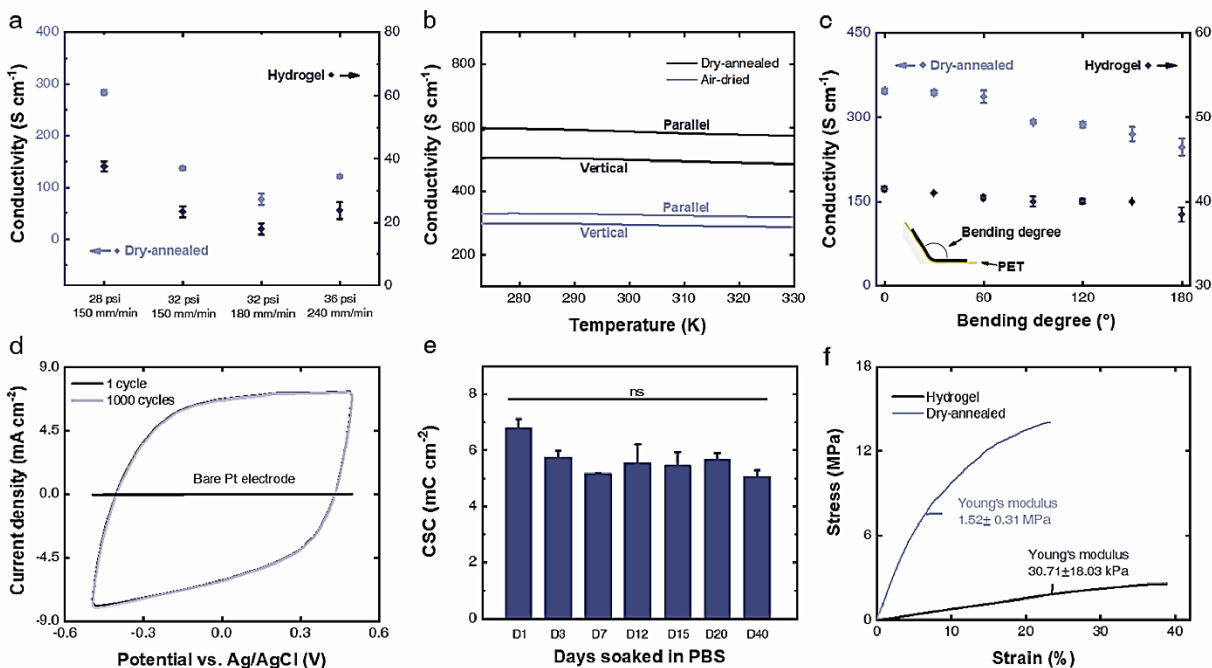 a
Conductivity (S cm⁻¹)
400
300
200
100
50
0
80
60
40
20
0
Hydrogel
Dry-annealed
28 psi
150 mm/min
32 psi
150 mm/min
32 psi
180 mm/min
36 psi
240 mm/min
b
Conductivity (S cm⁻¹)
800
600
400
300
200
Dry-annealed
Air-dried
Parallel
Vertical
Parallel
Vertical
280 290 300 310 320 330
Temperature (K)
c
Conductivity (S cm⁻¹)
450
300
150
0
60
50
40
30
Dry-annealed
Hydrogel
Bending degree
PET
0 60 120 180
Bending degree (°)
d
Current density (mA cm⁻²)
9.0
4.5
0.0
-4.5
-9.0
1 cycle
1000 cycles
Bare Pt electrode
-0.6 -0.3 0.0 0.3 0.6
Potential vs. Ag/AgCl (V)
e
CSC (mC cm⁻²)
8
6
4
2
0
ns
D1 D3 D7 D12 D15 D20 D40
Days soaked in PBS
f
Stress (MPa)
18
12
6
0
Hydrogel
Dry-annealed
Young's modulus
1.52± 0.31 MPa
Young's modulus
30.71±18.03 kPa
0 10 20 30 40
Strain (%)